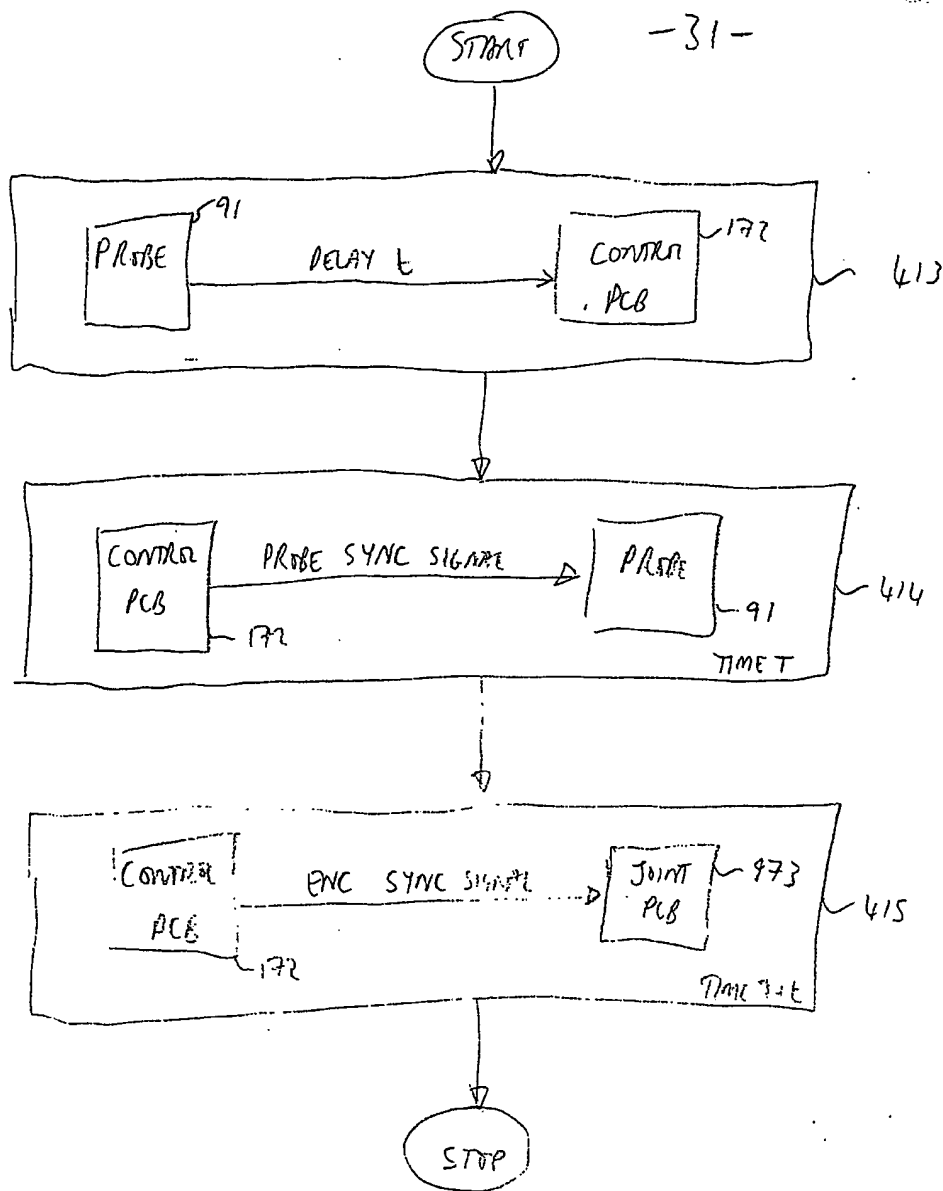 -31-
START
91
PROBE
DELAY t
CONTROL
PCB
172
413
CONTROL
PCB
172
PROBE SYNC SIGNAL
PROBE
91
TIME T
414
CONTROL
PCB
172
ENC SYNC SIGNAL
JOINT
PCB
973
TIME T+t
415
STOP